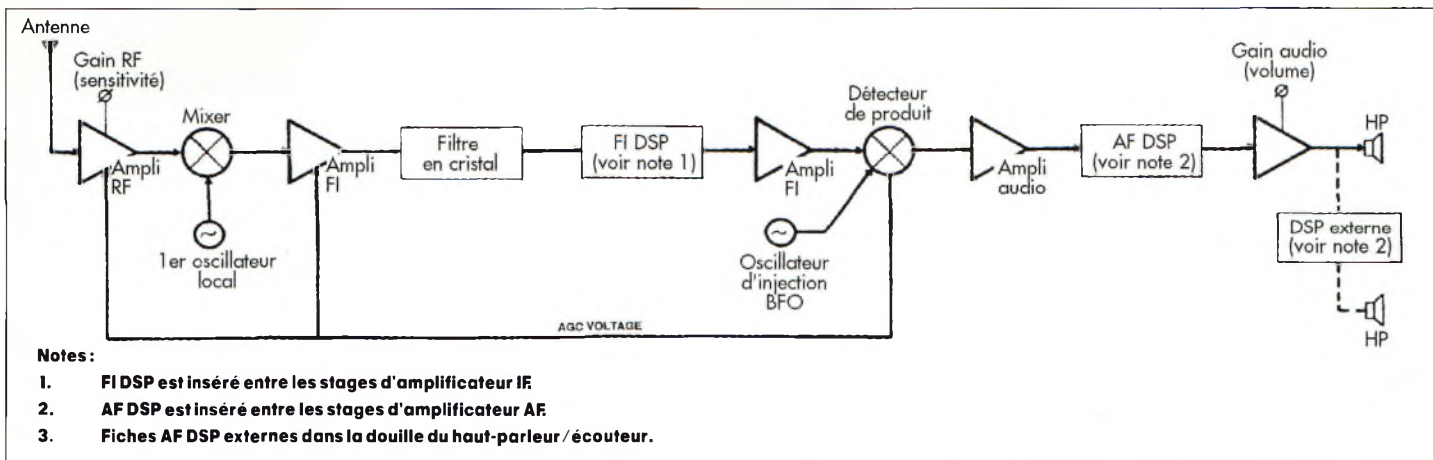 Antenne
Gain RF
(sensitivité)
Mixer
Ampli
RF
1er oscillateur
local
Ampli
FI
Filtre
en cristal
FI DSP
(voir note 1)
Ampli
FI
Détecteur
de produit
Oscillateur
d'injection
BFO
Ampli
audio
AF DSP
(voir note 2)
Gain audio
(volume)
HP
DSP externe
(voir note 2)
HP
AGC VOLTAGE
Notes :
1. FI DSP est inséré entre les stages d'amplificateur IF.
2. AF DSP est inséré entre les stages d'amplificateur AF.
3. Fiches AF DSP externes dans la douille du haut-parleur/écouteur.